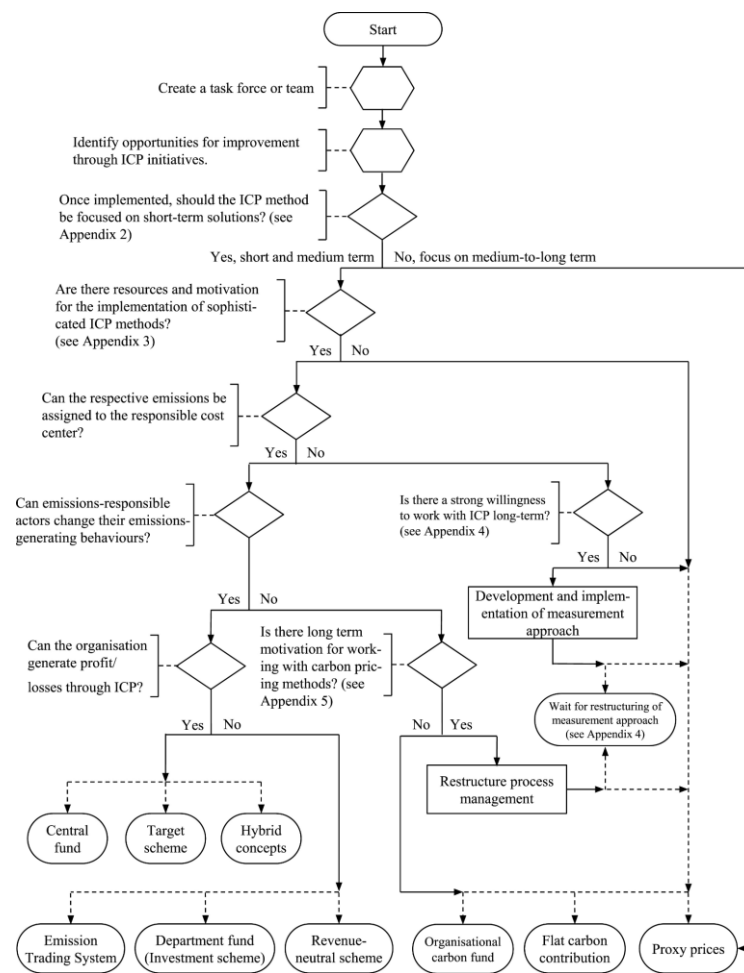 Start
Create a task force or team
Identify opportunities for improvement
through ICP initiatives.
Once implemented, should the ICP method
be focused on short-term solutions? (see
Appendix 2)
Yes, short and medium term
No, focus on medium-to-long term
Are there resources and motivation
for the implementation of sophisti-
cated ICP methods?
(see Appendix 3)
Yes
No
Can the respective emissions be
assigned to the responsible cost
center?
Yes
No
Can emissions-responsible
actors change their emissions-
generating behaviours?
Is there a strong willingness
to work with ICP long-term?
(see Appendix 4)
Yes
No
Development and implem-
entation of measurement
approach
Yes
No
Can the organisation
generate profit/
losses through ICP?
Is there long term
motivation for work-
ing with carbon pric-
ing methods? (see
Appendix 5)
Wait for restructuring of
measurement approach
(see Appendix 4)
Yes
No
No
Yes
Restructure process
management
Central
fund
Target
scheme
Hybrid
concepts
Emission
Trading System
Department fund
(Investment scheme)
Revenue-
neutral scheme
Organisational
carbon fund
Flat carbon
contribution
Proxy prices